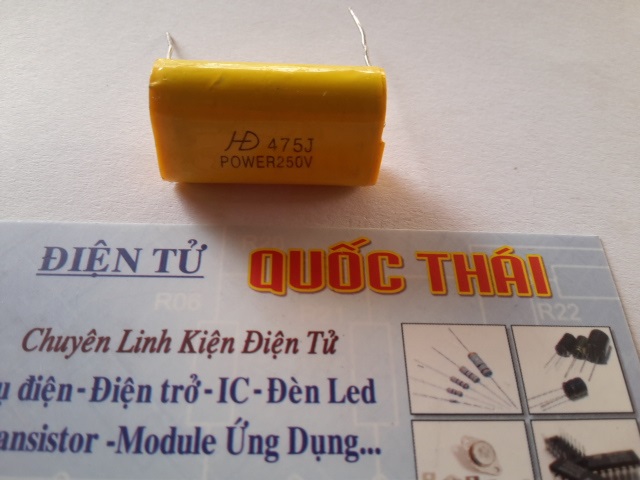 HD 475J
POWER250V
ĐIỆN TỬ QUỐC THÁI
R06
R22
Chuyên Linh Kiện Điện Tử
điện-Điện trở-IC-Đèn Led
ansistor -Module Ứng Dụng...